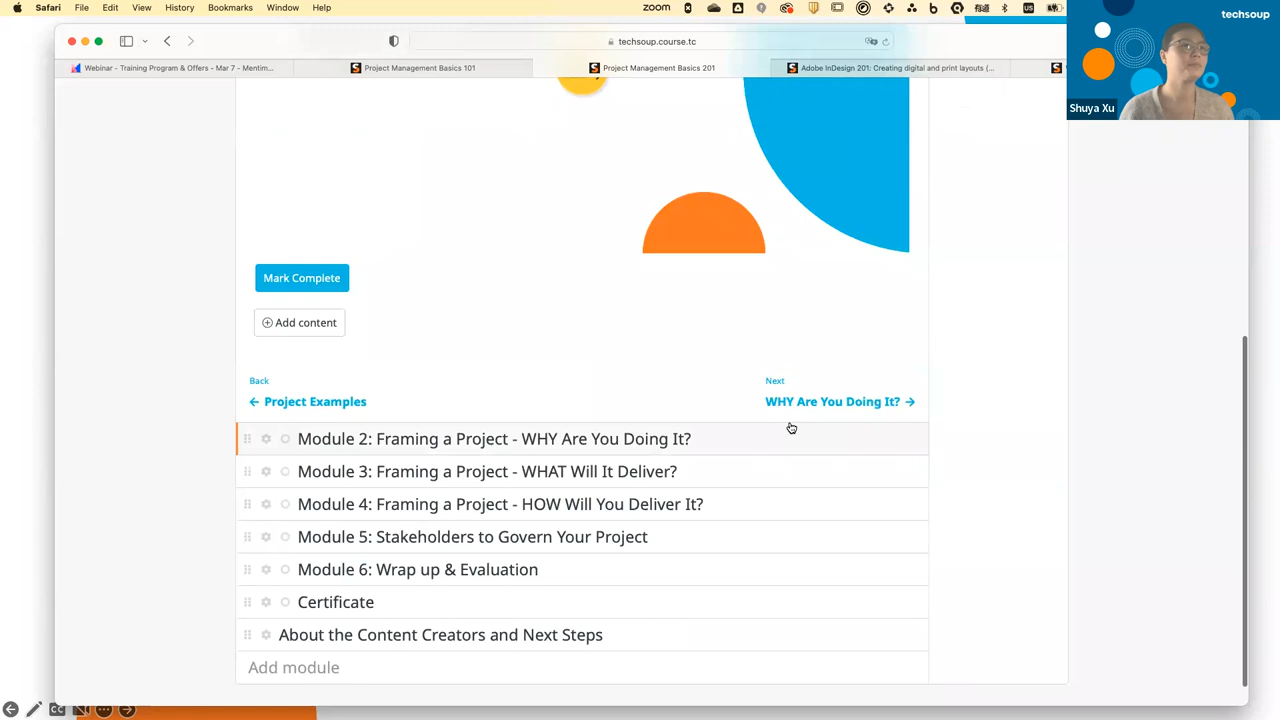 Safari File Edit View History Bookmarks Window Help
zoom
US
techsoup
techsoup.course.tc
Webinar - Training Program & Offers - Mar 7 - Mentim...
Project Management Basics 101
Project Management Basics 201
Adobe InDesign 201: Creating digital and print layouts (...
Shuya Xu
Mark Complete
Add content
Back
← Project Examples
Next
WHY Are You Doing It? →
Module 2: Framing a Project - WHY Are You Doing It?
Module 3: Framing a Project - WHAT Will It Deliver?
Module 4: Framing a Project - HOW Will You Deliver It?
Module 5: Stakeholders to Govern Your Project
Module 6: Wrap up & Evaluation
Certificate
About the Content Creators and Next Steps
Add module
CC